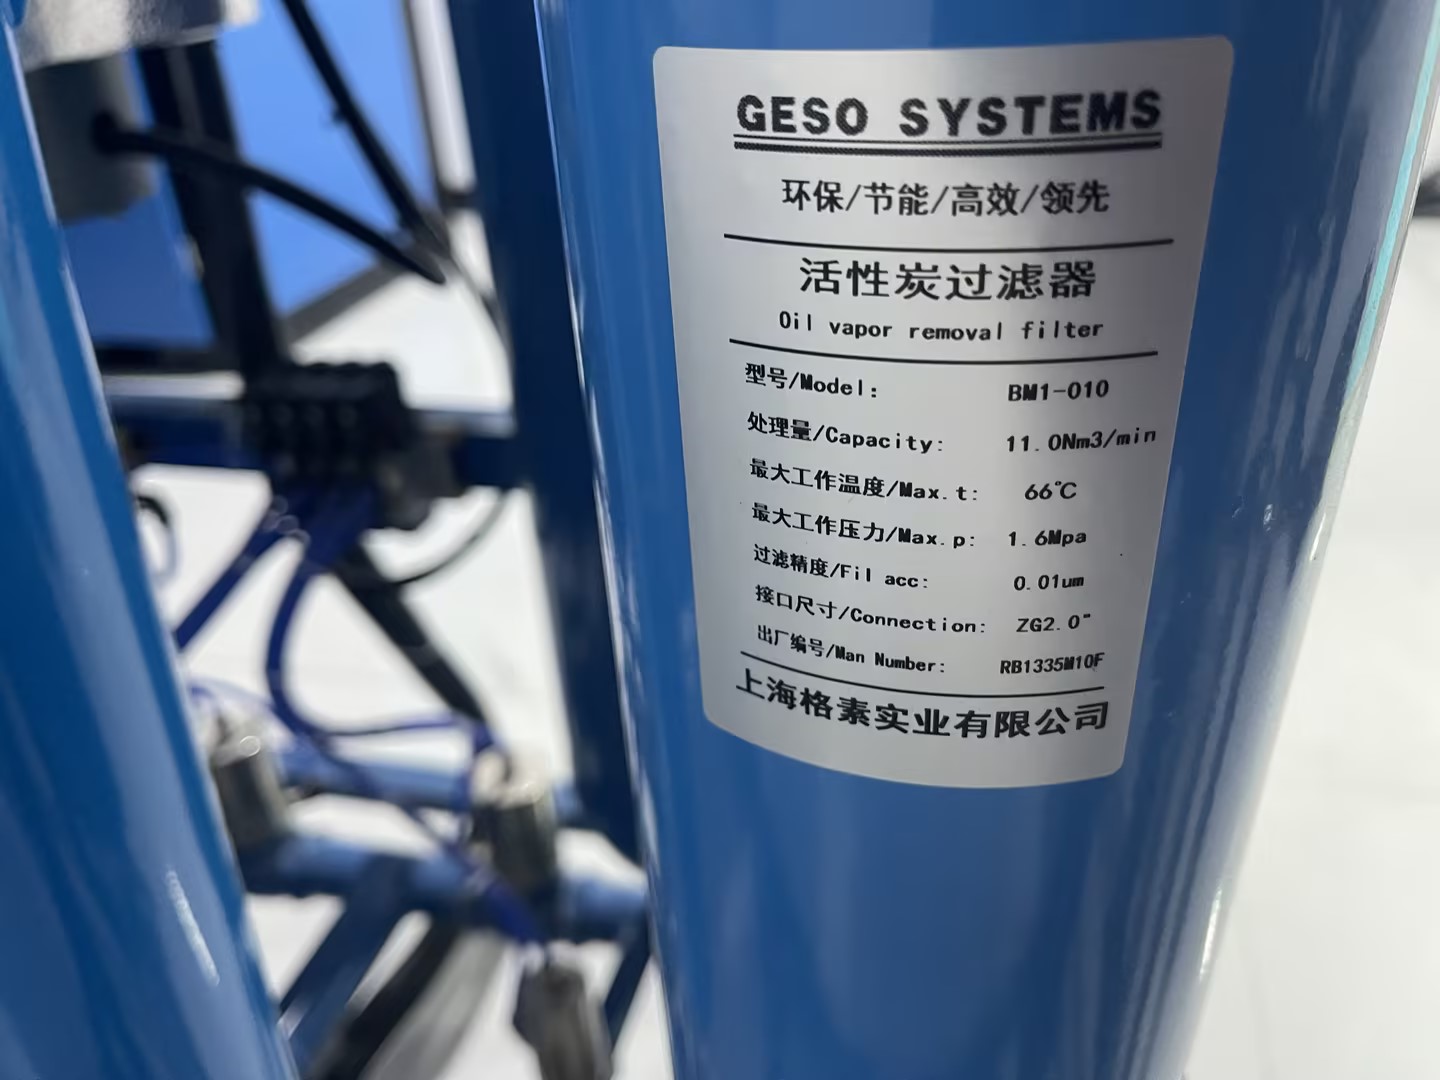 GESO SYSTEMS
环保/节能/高效/领先
活性炭过滤器
Oil vapor removal filter
型号/Model: BM1-010
处理量/Capacity: 11.0Nm3/min
最大工作温度/Max.t: 66℃
最大工作压力/Max.p: 1.6Mpa
过滤精度/Fil acc: 0.01um
接口尺寸/Connection: ZG2.0"
出厂编号/Man Number: RB1335M10F
上海格素实业有限公司